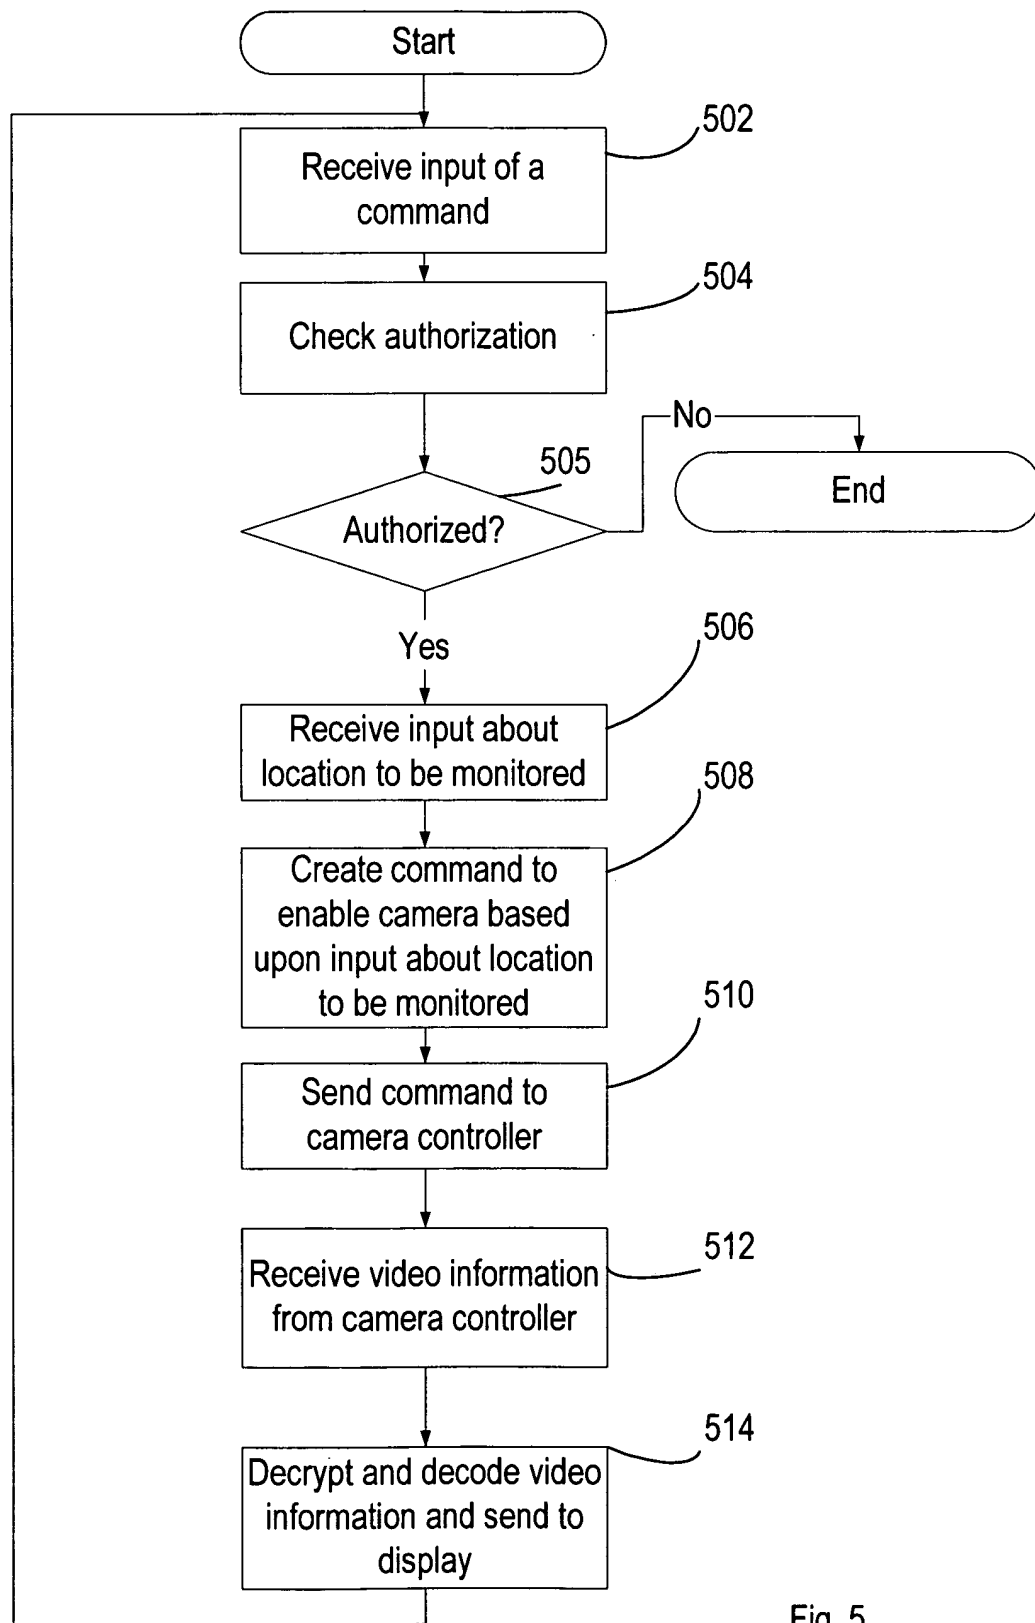 Start
502
Receive input of a
command
504
Check authorization
No
505
End
Authorized?
Yes
506
Receive input about
location to be monitored
508
Create command to
enable camera based
upon input about location
to be monitored
510
Send command to
camera controller
512
Receive video information
from camera controller
514
Decrypt and decode video
information and send to
display
Fig. 5